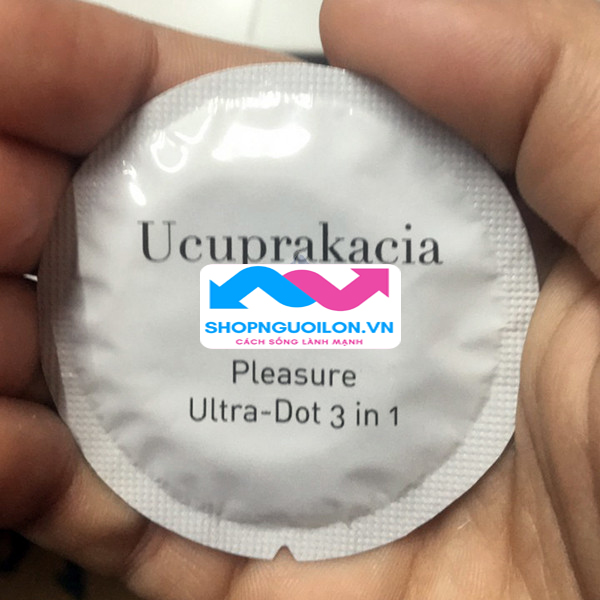 Ucuprakacia
SHOPNGUOILON.VN
CÁCH SỐNG LÀNH MẠNH
Pleasure
Ultra-Dot 3 in 1